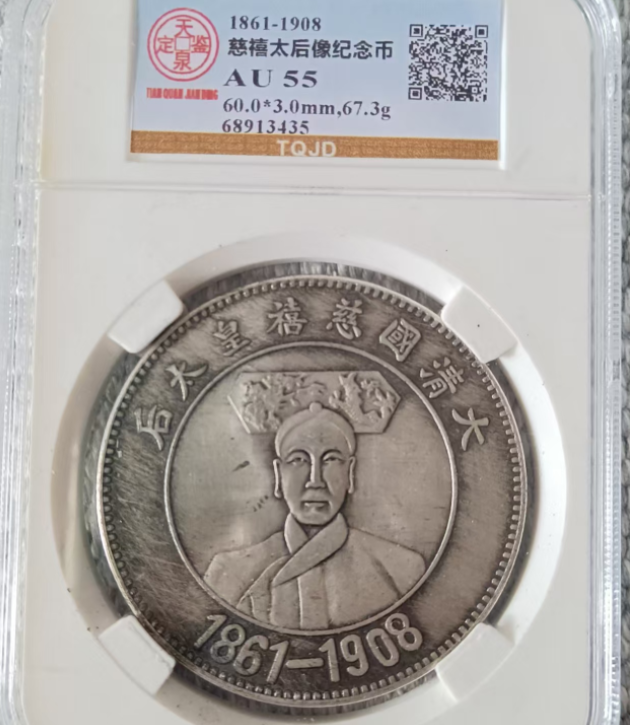 天泉鉴定
TIAN QUAN JIAN DING
1861-1908
慈禧太后像纪念币
AU 55
60.0*3.0mm,67.3g
68913435
TQJD
大清國慈禧皇太后
1861-1908